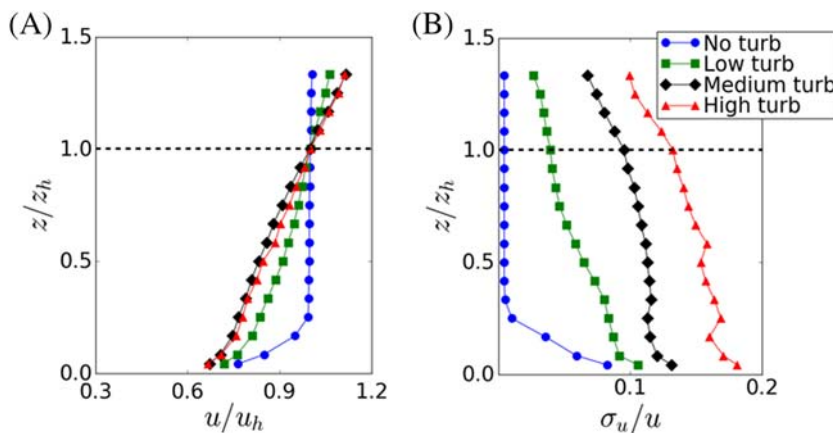 (A)
(B)
1.5
1.0
0.5
0.0
z/z_h
0.3
0.6
0.9
1.2
u/u_h
1.5
1.0
0.5
0.0
z/z_h
0.1
0.2
σ_u/u
No turb
Low turb
Medium turb
High turb